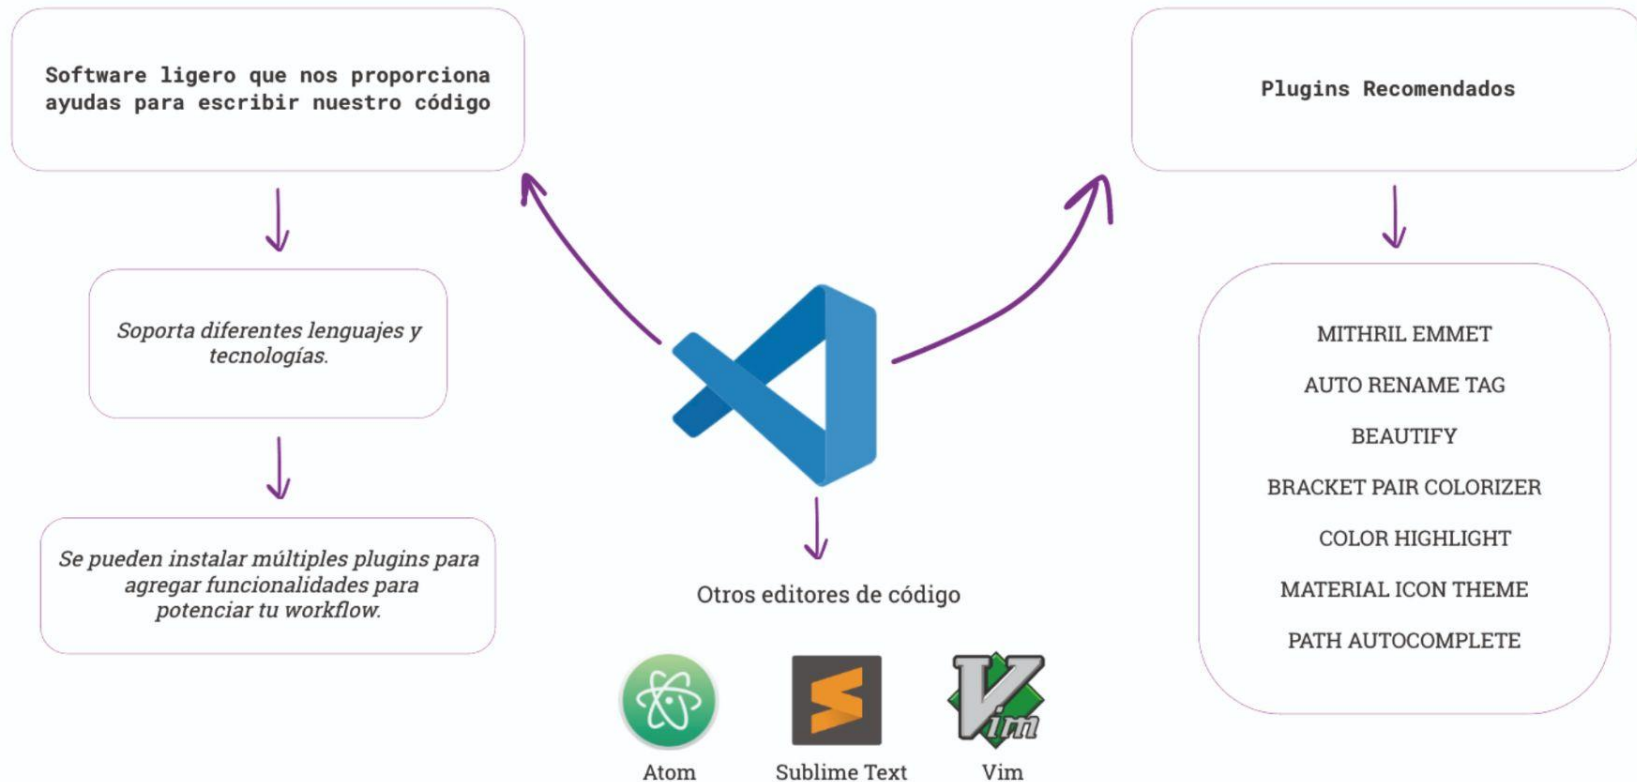 Software ligero que nos proporciona
ayudas para escribir nuestro código
Soporta diferentes lenguajes y
tecnologías.
Se pueden instalar múltiples plugins para
agregar funcionalidades para
potenciar tu workflow.
Otros editores de código
Vim
Atom
Sublime Text
Vim
Plugins Recomendados
MITHRIL EMMET
AUTO RENAME TAG
BEAUTIFY
BRACKET PAIR COLORIZER
COLOR HIGHLIGHT
MATERIAL ICON THEME
PATH AUTOCOMPLETE